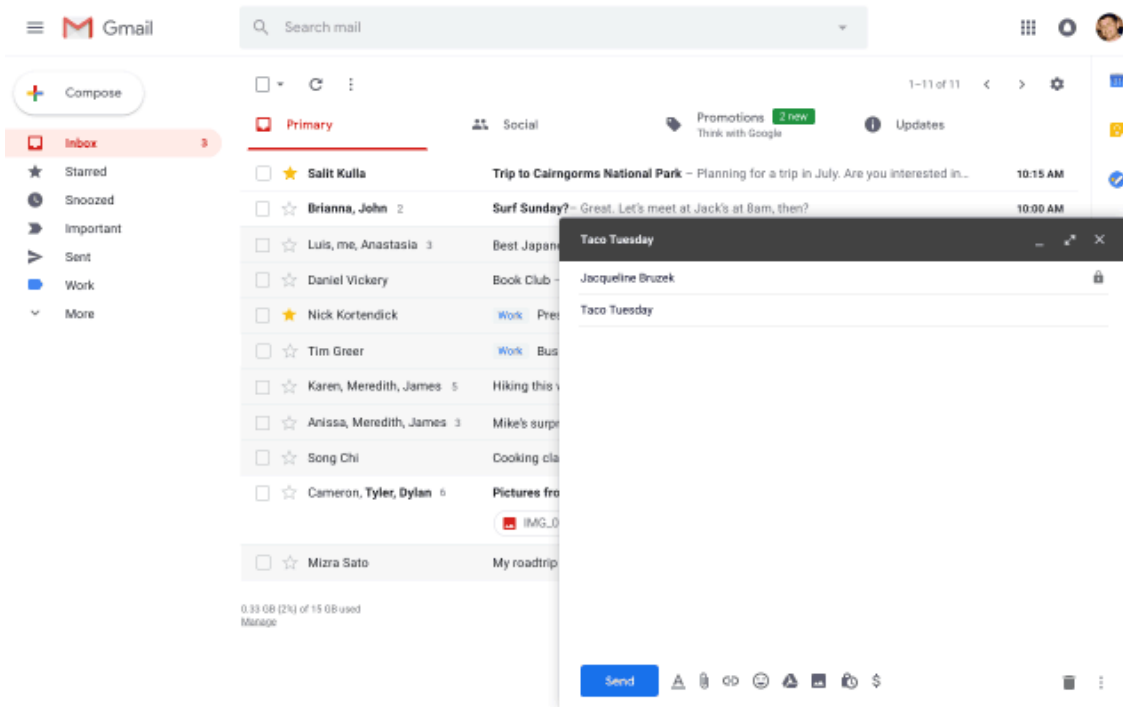 Gmail
Search mail
Compose
1–11 of 11
Primary
Social
Promotions 2 new
Think with Google
Updates
Inbox 3
Starred
Snoozed
Important
Sent
Work
More
Salit Kulla Trip to Cairngorms National Park – Planning for a trip in July. Are you interested in... 10:15 AM
Brianna, John 2 Surf Sunday?– Great. Let's meet at Jack's at 8am, then? 10:00 AM
Luis, me, Anastasia 3 Best Japan
Daniel Vickery Book Club –
Nick Kortendick Work Pres
Tim Greer Work Bus
Karen, Meredith, James 5 Hiking this
Anissa, Meredith, James 3 Mike's surpr
Song Chi Cooking cla
Cameron, Tyler, Dylan 6 Pictures fro
IMG_0
Mizra Sato My roadtrip
0.33 GB (2%) of 15 GB used
Manage
Taco Tuesday
Jacqueline Bruzek
Taco Tuesday
Send